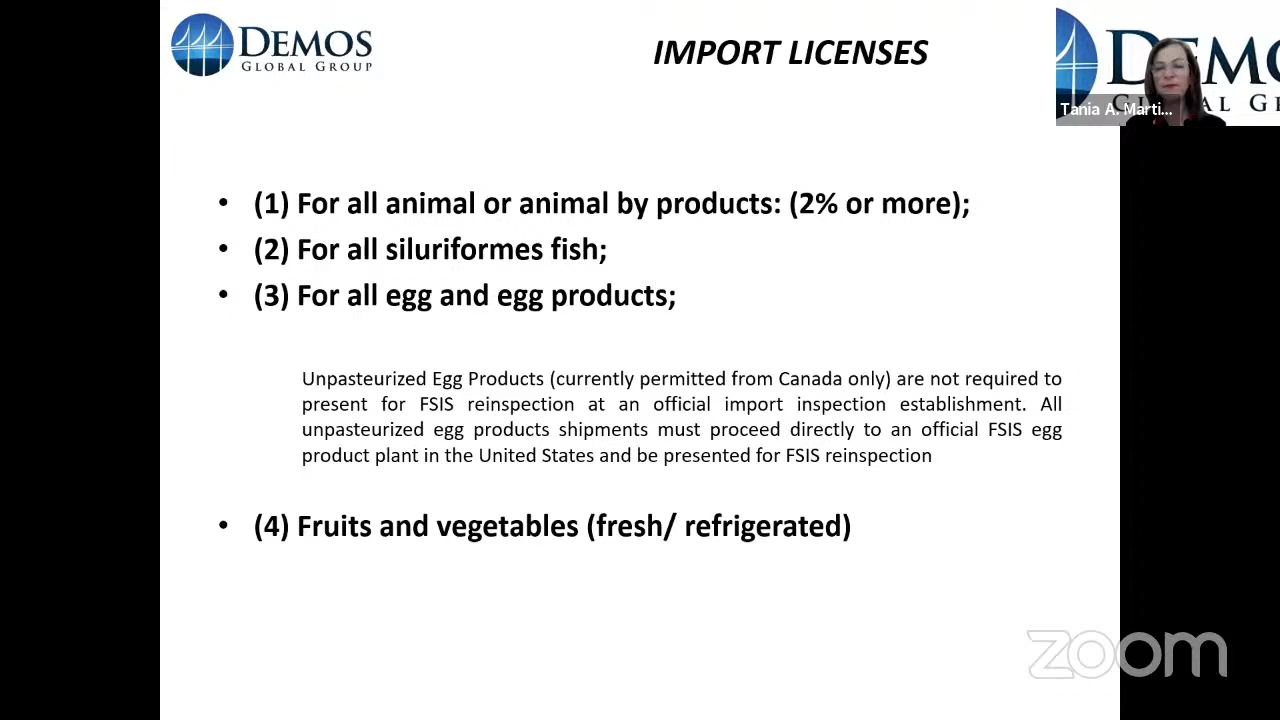 DEMOS
GLOBAL GROUP
IMPORT LICENSES
Tania A. Marti...
• (1) For all animal or animal by products: (2% or more);
• (2) For all siluriformes fish;
• (3) For all egg and egg products;
Unpasteurized Egg Products (currently permitted from Canada only) are not required to
present for FSIS reinspection at an official import inspection establishment. All
unpasteurized egg products shipments must proceed directly to an official FSIS egg
product plant in the United States and be presented for FSIS reinspection
• (4) Fruits and vegetables (fresh/ refrigerated)
zoom